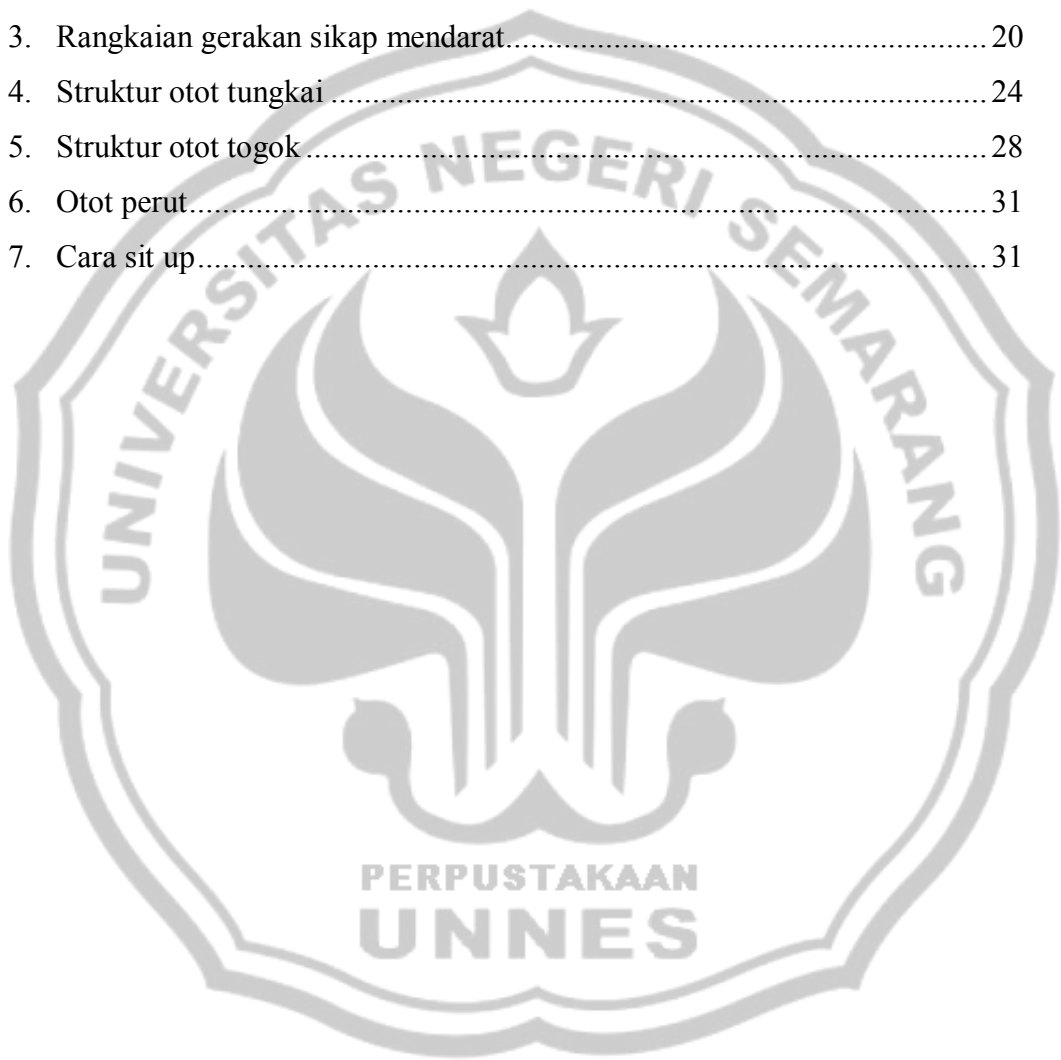 3. Rangkaian gerakan sikap mendarat............................................................ 20
4. Struktur otot tungkai ................................................................................. 24
5. Struktur otot togok .................................................................................... 28
6. Otot perut................................................................................................... 31
7. Cara sit up.................................................................................................. 31
UNIVERSITAS NEGERI SEMARANG
PERPUSTAKAAN
UNNES